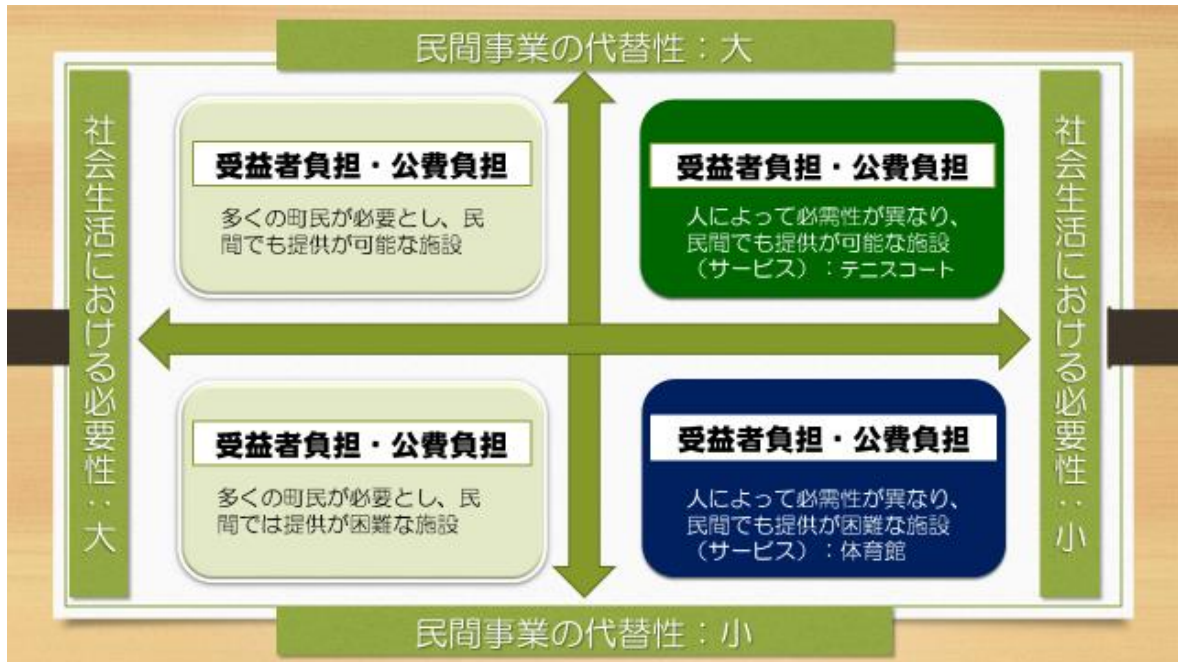 民間事業の代替性：大
社会生活における必要性：大
受益者負担・公費負担
多くの町民が必要とし、民
間でも提供が可能な施設
受益者負担・公費負担
人によって必需性が異なり、
民間でも提供が可能な施設
（サービス）：テニスコート
社会生活における必要性：小
受益者負担・公費負担
多くの町民が必要とし、民
間では提供が困難な施設
受益者負担・公費負担
人によって必需性が異なり、
民間でも提供が困難な施設
（サービス）：体育館
民間事業の代替性：小